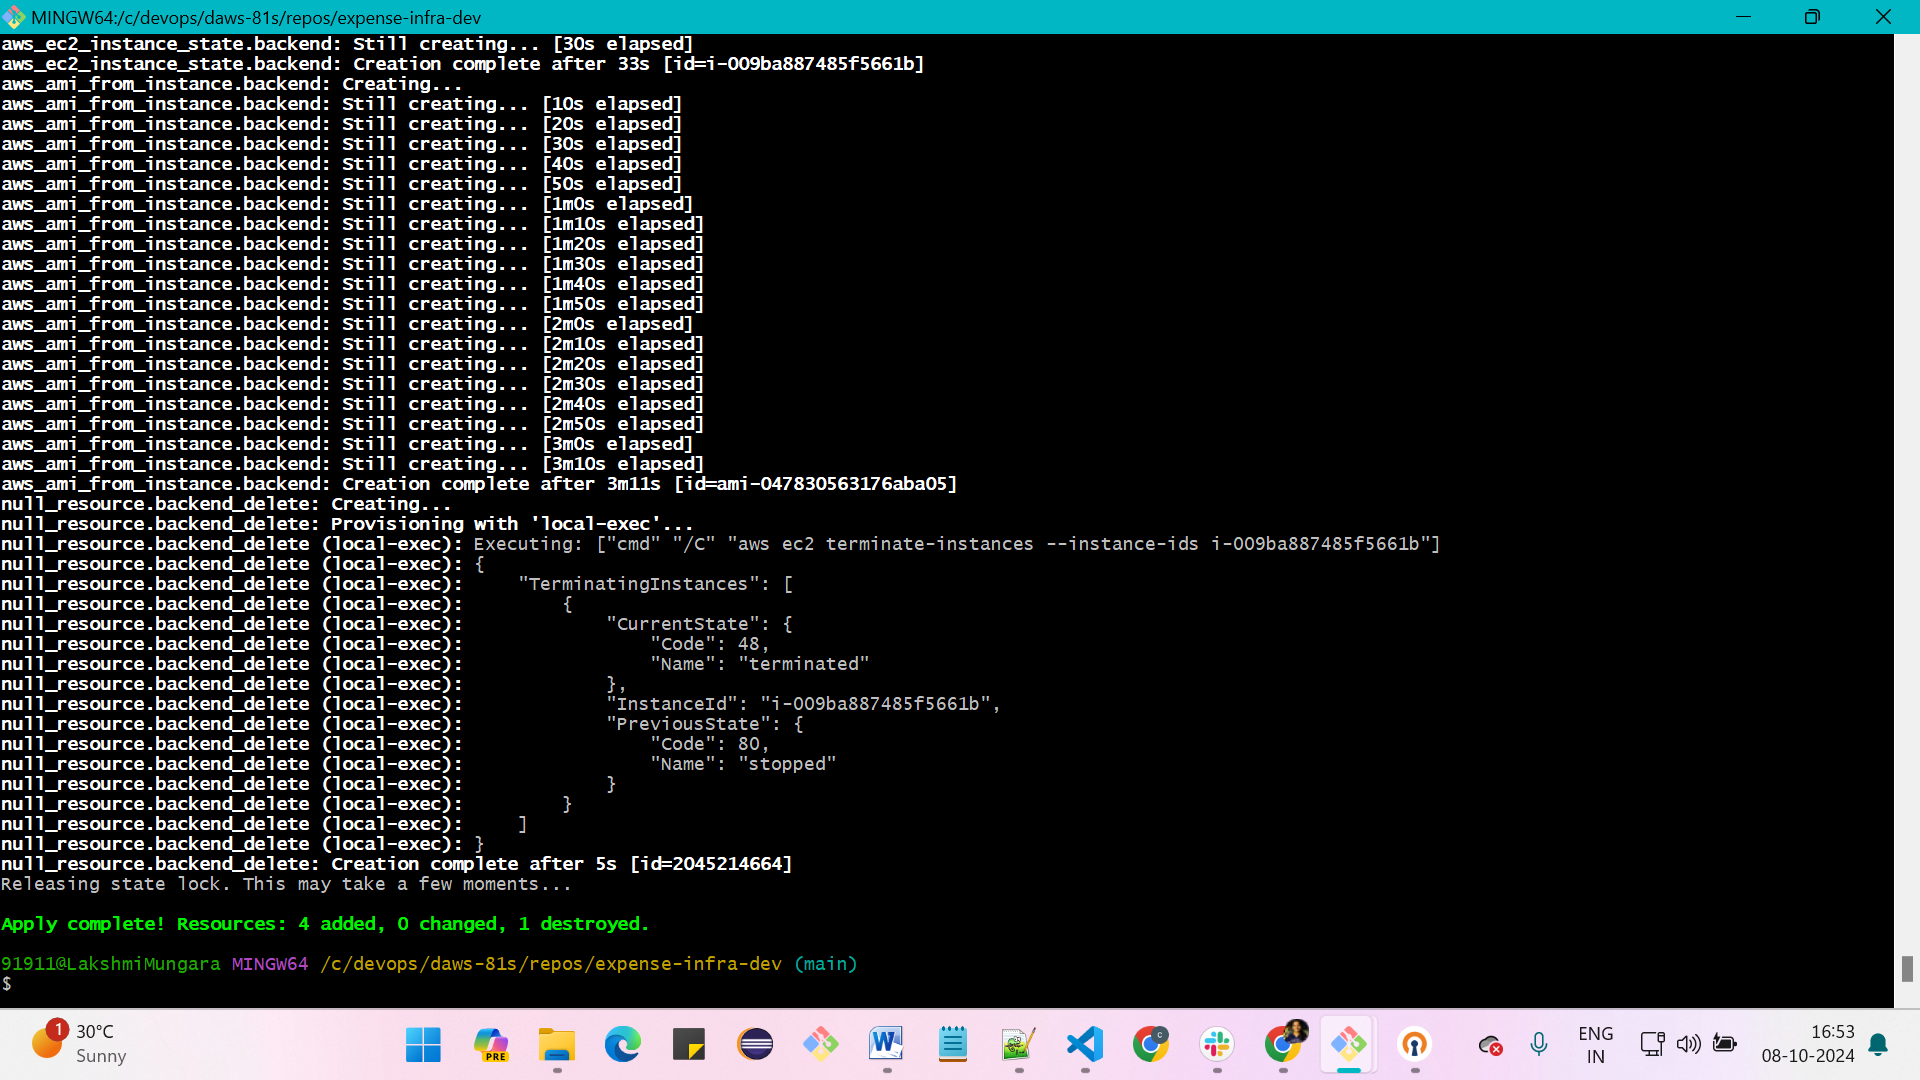 MINGW64:/c/devops/daws-81s/repos/expense-infra-dev
aws_ec2_instance_state.backend: Still creating... [30s elapsed]
aws_ec2_instance_state.backend: Creation complete after 33s [id=i-009ba887485f5661b]
aws_ami_from_instance.backend: Creating...
aws_ami_from_instance.backend: Still creating... [10s elapsed]
aws_ami_from_instance.backend: Still creating... [20s elapsed]
aws_ami_from_instance.backend: Still creating... [30s elapsed]
aws_ami_from_instance.backend: Still creating... [40s elapsed]
aws_ami_from_instance.backend: Still creating... [50s elapsed]
aws_ami_from_instance.backend: Still creating... [1m0s elapsed]
aws_ami_from_instance.backend: Still creating... [1m10s elapsed]
aws_ami_from_instance.backend: Still creating... [1m20s elapsed]
aws_ami_from_instance.backend: Still creating... [1m30s elapsed]
aws_ami_from_instance.backend: Still creating... [1m40s elapsed]
aws_ami_from_instance.backend: Still creating... [1m50s elapsed]
aws_ami_from_instance.backend: Still creating... [2m0s elapsed]
aws_ami_from_instance.backend: Still creating... [2m10s elapsed]
aws_ami_from_instance.backend: Still creating... [2m20s elapsed]
aws_ami_from_instance.backend: Still creating... [2m30s elapsed]
aws_ami_from_instance.backend: Still creating... [2m40s elapsed]
aws_ami_from_instance.backend: Still creating... [2m50s elapsed]
aws_ami_from_instance.backend: Still creating... [3m0s elapsed]
aws_ami_from_instance.backend: Still creating... [3m10s elapsed]
aws_ami_from_instance.backend: Creation complete after 3m11s [id=ami-047830563176aba05]
null_resource.backend_delete: Creating...
null_resource.backend_delete: Provisioning with 'local-exec'...
null_resource.backend_delete (local-exec): Executing: ["cmd" "/C" "aws ec2 terminate-instances --instance-ids i-009ba887485f5661b"]
null_resource.backend_delete (local-exec): {
null_resource.backend_delete (local-exec):     "TerminatingInstances": [
null_resource.backend_delete (local-exec):         {
null_resource.backend_delete (local-exec):             "CurrentState": {
null_resource.backend_delete (local-exec):                 "Code": 48,
null_resource.backend_delete (local-exec):                 "Name": "terminated"
null_resource.backend_delete (local-exec):             },
null_resource.backend_delete (local-exec):             "InstanceId": "i-009ba887485f5661b",
null_resource.backend_delete (local-exec):             "PreviousState": {
null_resource.backend_delete (local-exec):                 "Code": 80,
null_resource.backend_delete (local-exec):                 "Name": "stopped"
null_resource.backend_delete (local-exec):             }
null_resource.backend_delete (local-exec):         }
null_resource.backend_delete (local-exec):     ]
null_resource.backend_delete (local-exec): }
null_resource.backend_delete: Creation complete after 5s [id=2045214664]
Releasing state lock. This may take a few moments...
Apply complete! Resources: 4 added, 0 changed, 1 destroyed.
91911@LakshmiMungara MINGW64 /c/devops/daws-81s/repos/expense-infra-dev (main)
$
1
30°C
Sunny
PRE
W
C
ENG
IN
16:53
08-10-2024